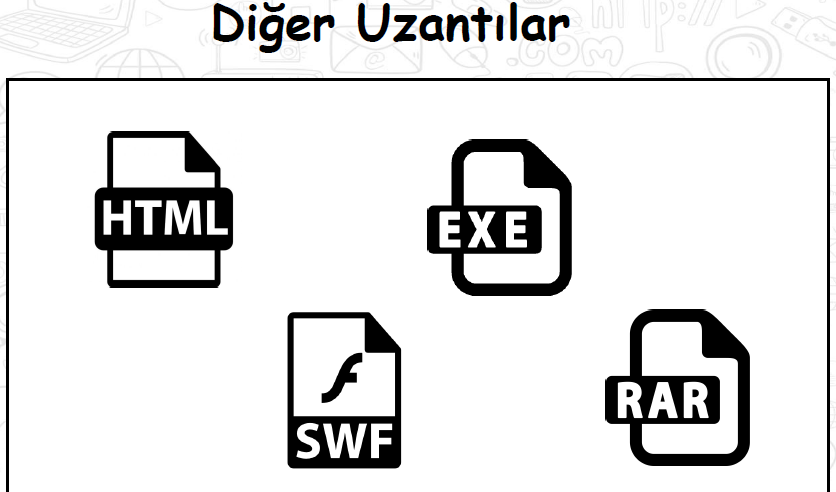 Diğer Uzantılar
HTML
EXE
SWF
RAR